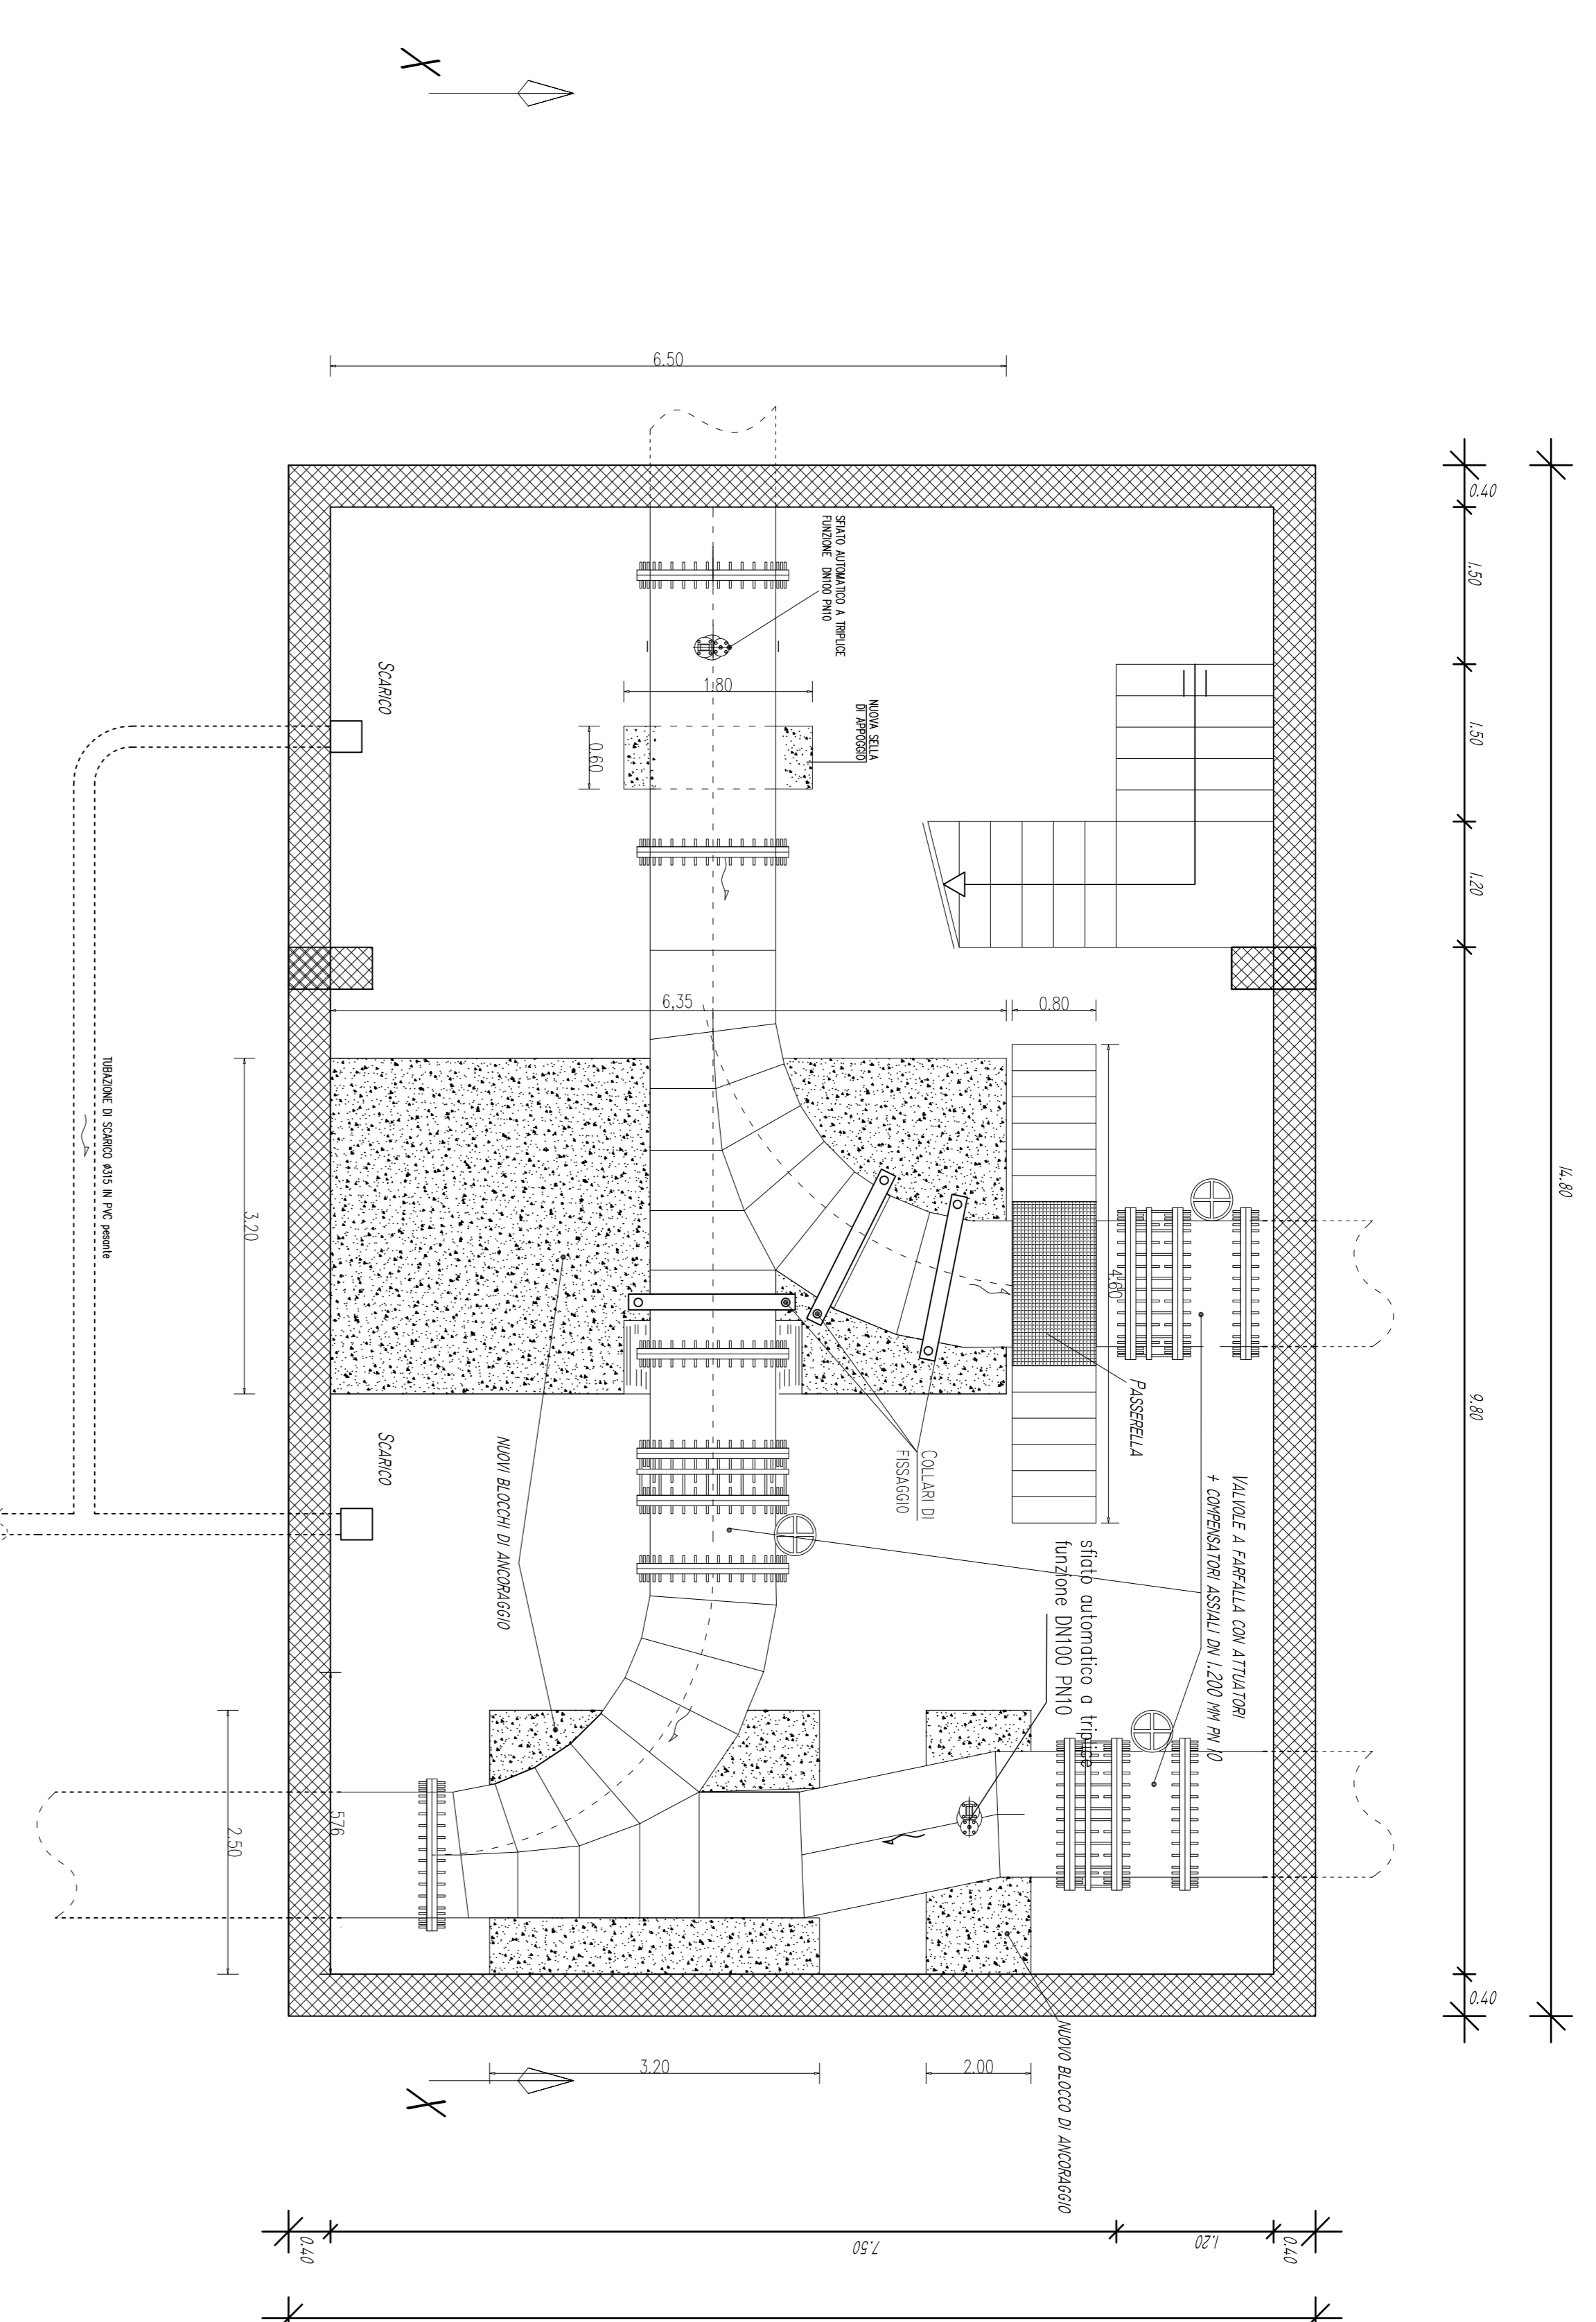 X
6.50
14.80
0.40
1.50
1.50
1.20
9.80
0.40
SFIATO AUTOMATICO A TRIPLICE
FUNZIONE DN100 PN10
1.80
NUOVA SELLA
DI APPOGGIO
0.60
SCARICO
6,35
0.80
TUBAZIONE DI SCARICO ø315 IN PVC pesante
3.20
4.60
PASSERELLA
COLLARI DI
FISSAGGIO
SCARICO
NUOVI BLOCCHI DI ANCORAGGIO
VALVOLE A FARFALLA CON ATTUATORI
+ COMPENSATORI ASSIALI DN 1.200 MM PN 10
sfiato automatico a triplice
funzione DN100 PN10
576
2.50
NUOVO BLOCCO DI ANCORAGGIO
3.20
2.00
X
0.40
7.50
1.20
0.40